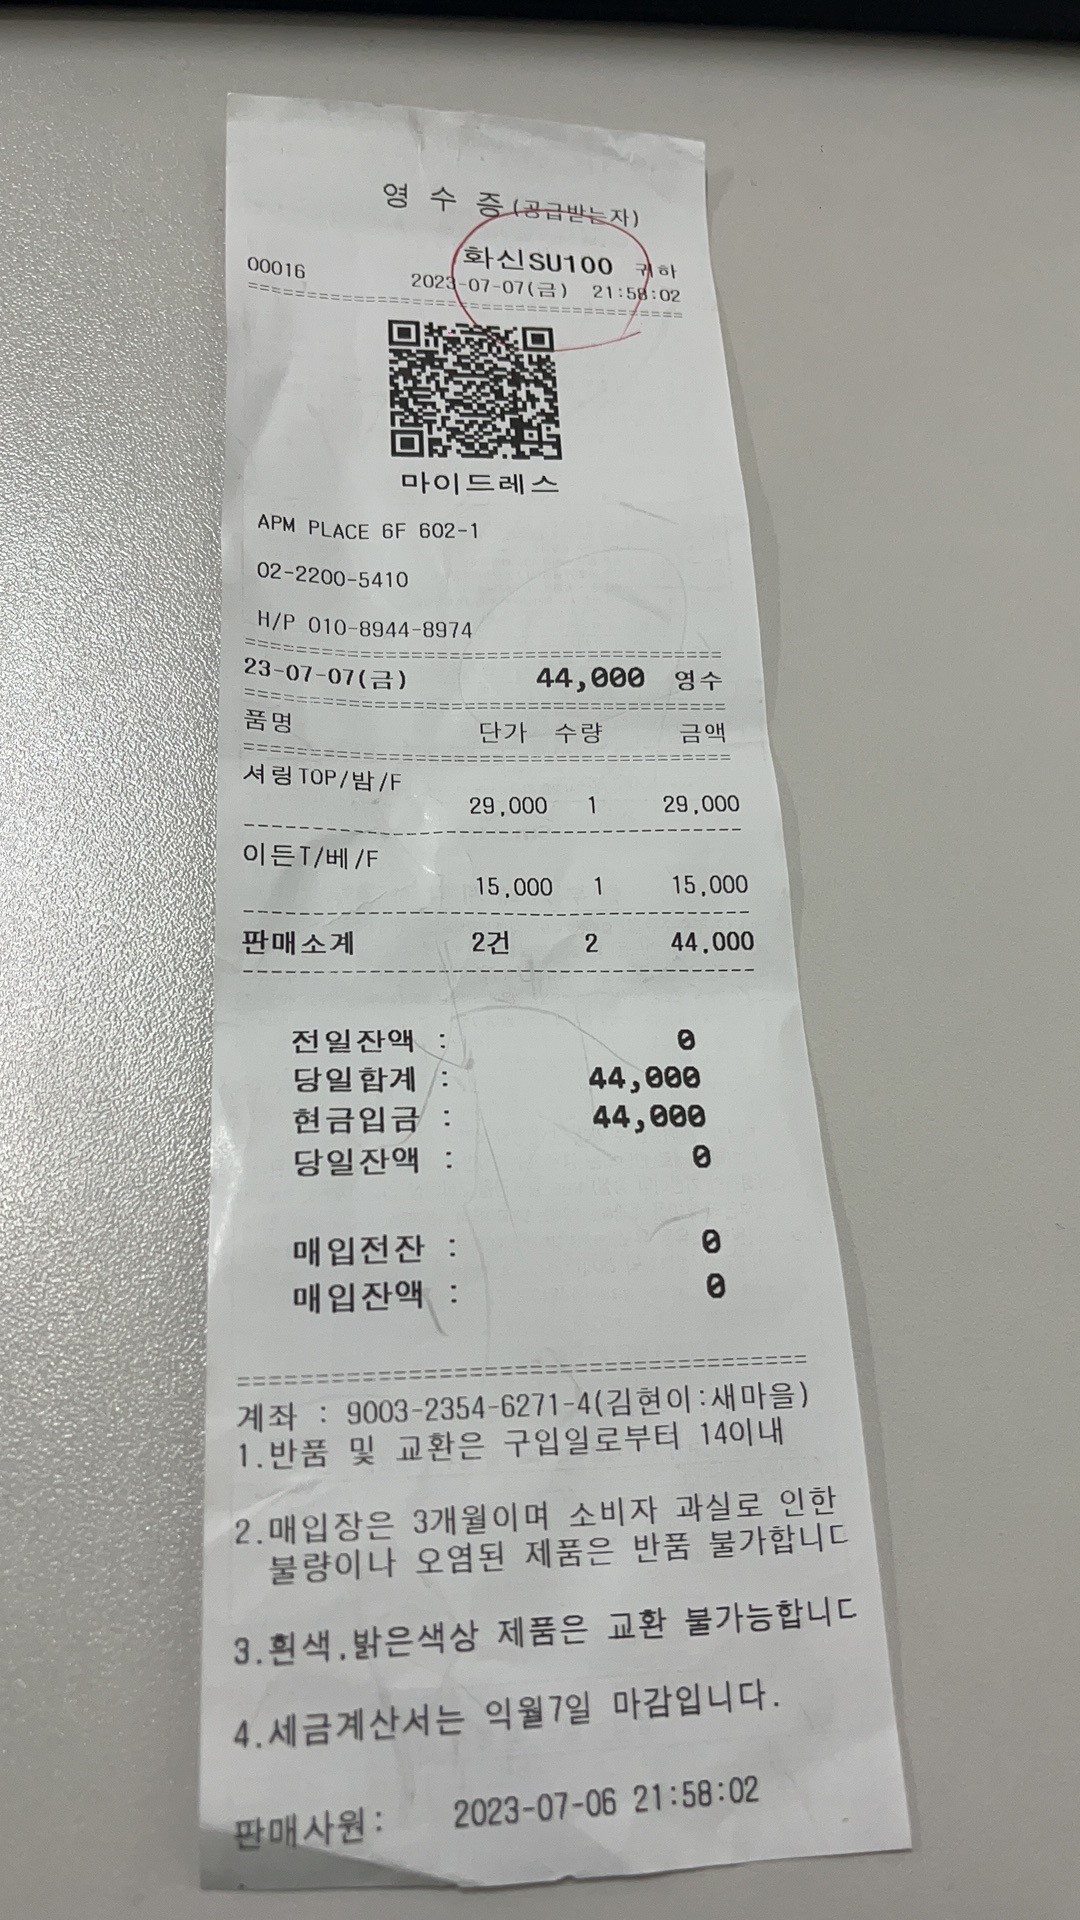 영 수 증(공급받는자)
화신SU100 귀하
00016 2023-07-07(금) 21:58:02
======================================
마이드레스
APM PLACE 6F 602-1
02-2200-5410
H/P 010-8944-8974
======================================
23-07-07(금) 44,000 영수
======================================
품명 단가 수량 금액
======================================
셔링TOP/밤/F
29,000 1 29,000
--------------------------------------
이든T/베/F
15,000 1 15,000
--------------------------------------
판매소계 2건 2 44,000
--------------------------------------
전일잔액 : 0
당일합계 : 44,000
현금입금 : 44,000
당일잔액 : 0
매입전잔 : 0
매입잔액 : 0
======================================
계좌 : 9003-2354-6271-4(김현이:새마을)
1.반품 및 교환은 구입일로부터 14이내
2.매입장은 3개월이며 소비자 과실로 인한
불량이나 오염된 제품은 반품 불가합니ㄷ
3.흰색.밝은색상 제품은 교환 불가능합니ㄷ
4.세금계산서는 익월7일 마감입니다.
판매사원: 2023-07-06 21:58:02